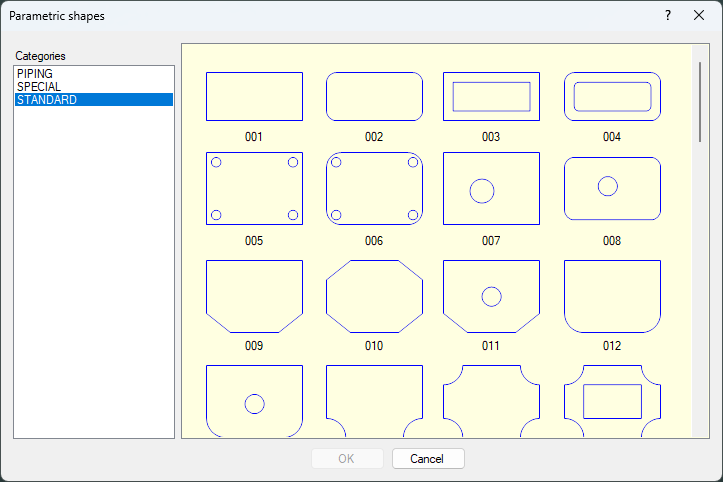 Parametric shapes
Categories
PIPING
SPECIAL
STANDARD
001 002 003 004
005 006 007 008
009 010 011 012
OK Cancel